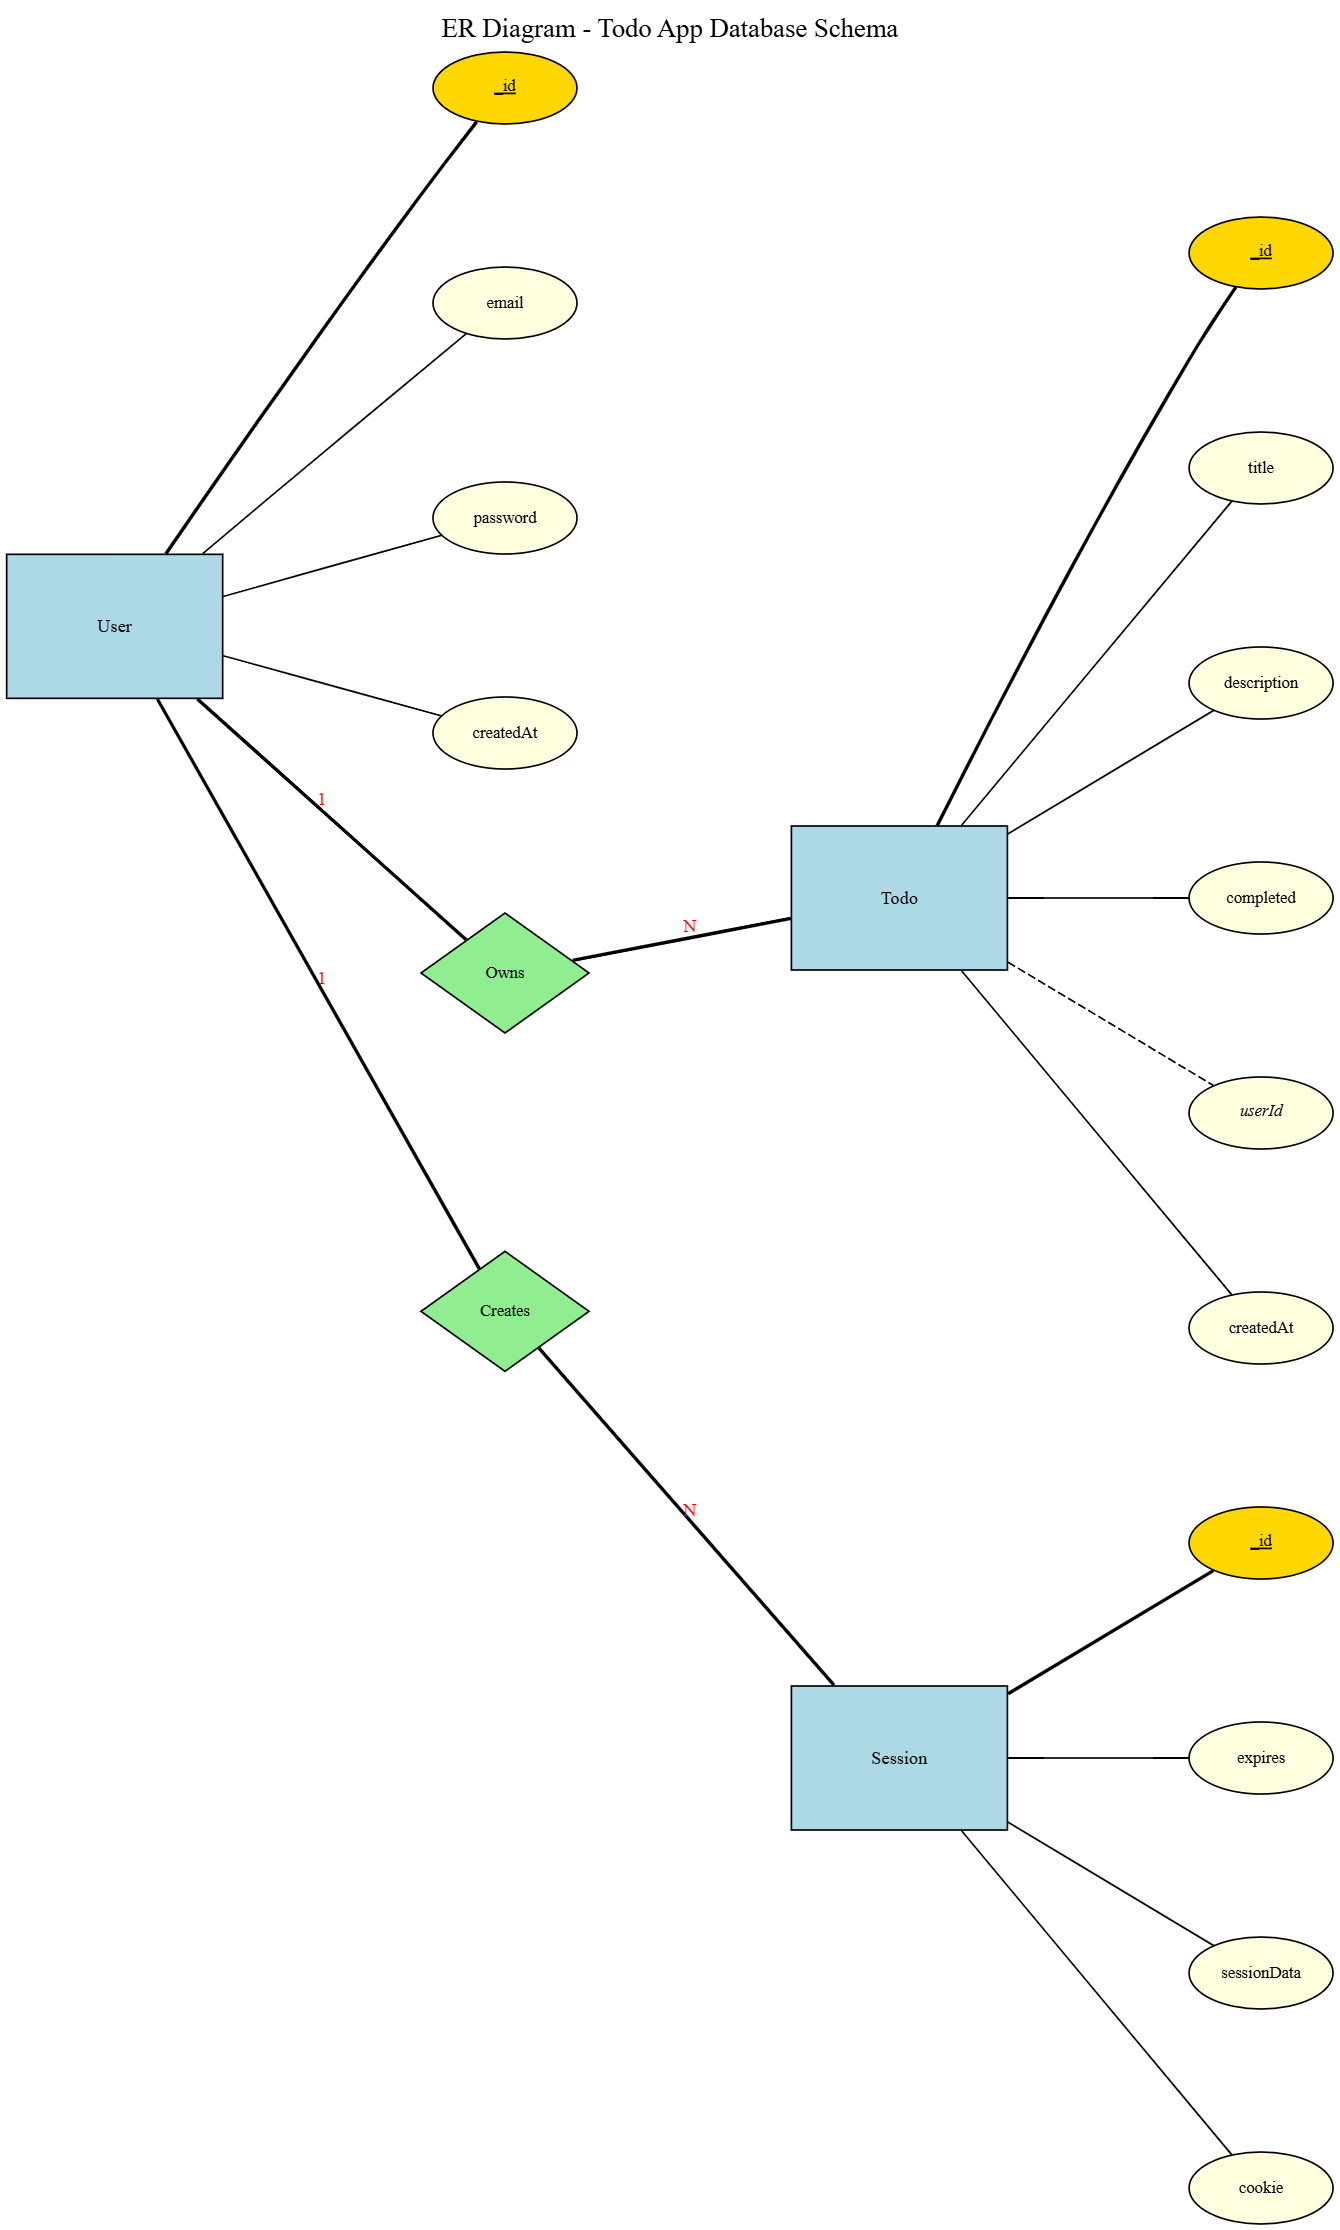 ER Diagram - Todo App Database Schema
_id
email
password
createdAt
User
1
1
Owns
N
Creates
N
_id
title
description
completed
userId
createdAt
Todo
_id
expires
sessionData
cookie
Session